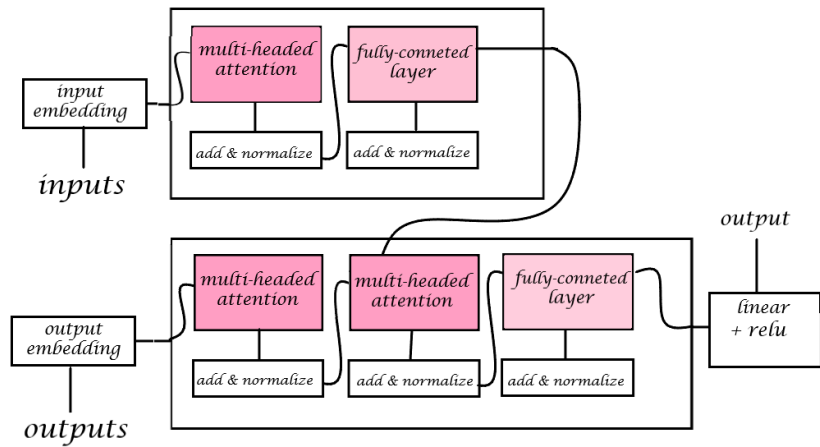 multi-headed
attention
fully-conneted
layer
input
embedding
add & normalize
add & normalize
inputs
output
multi-headed
attention
multi-headed
attention
fully-conneted
layer
linear
+ relu
output
embedding
add & normalize
add & normalize
add & normalize
outputs